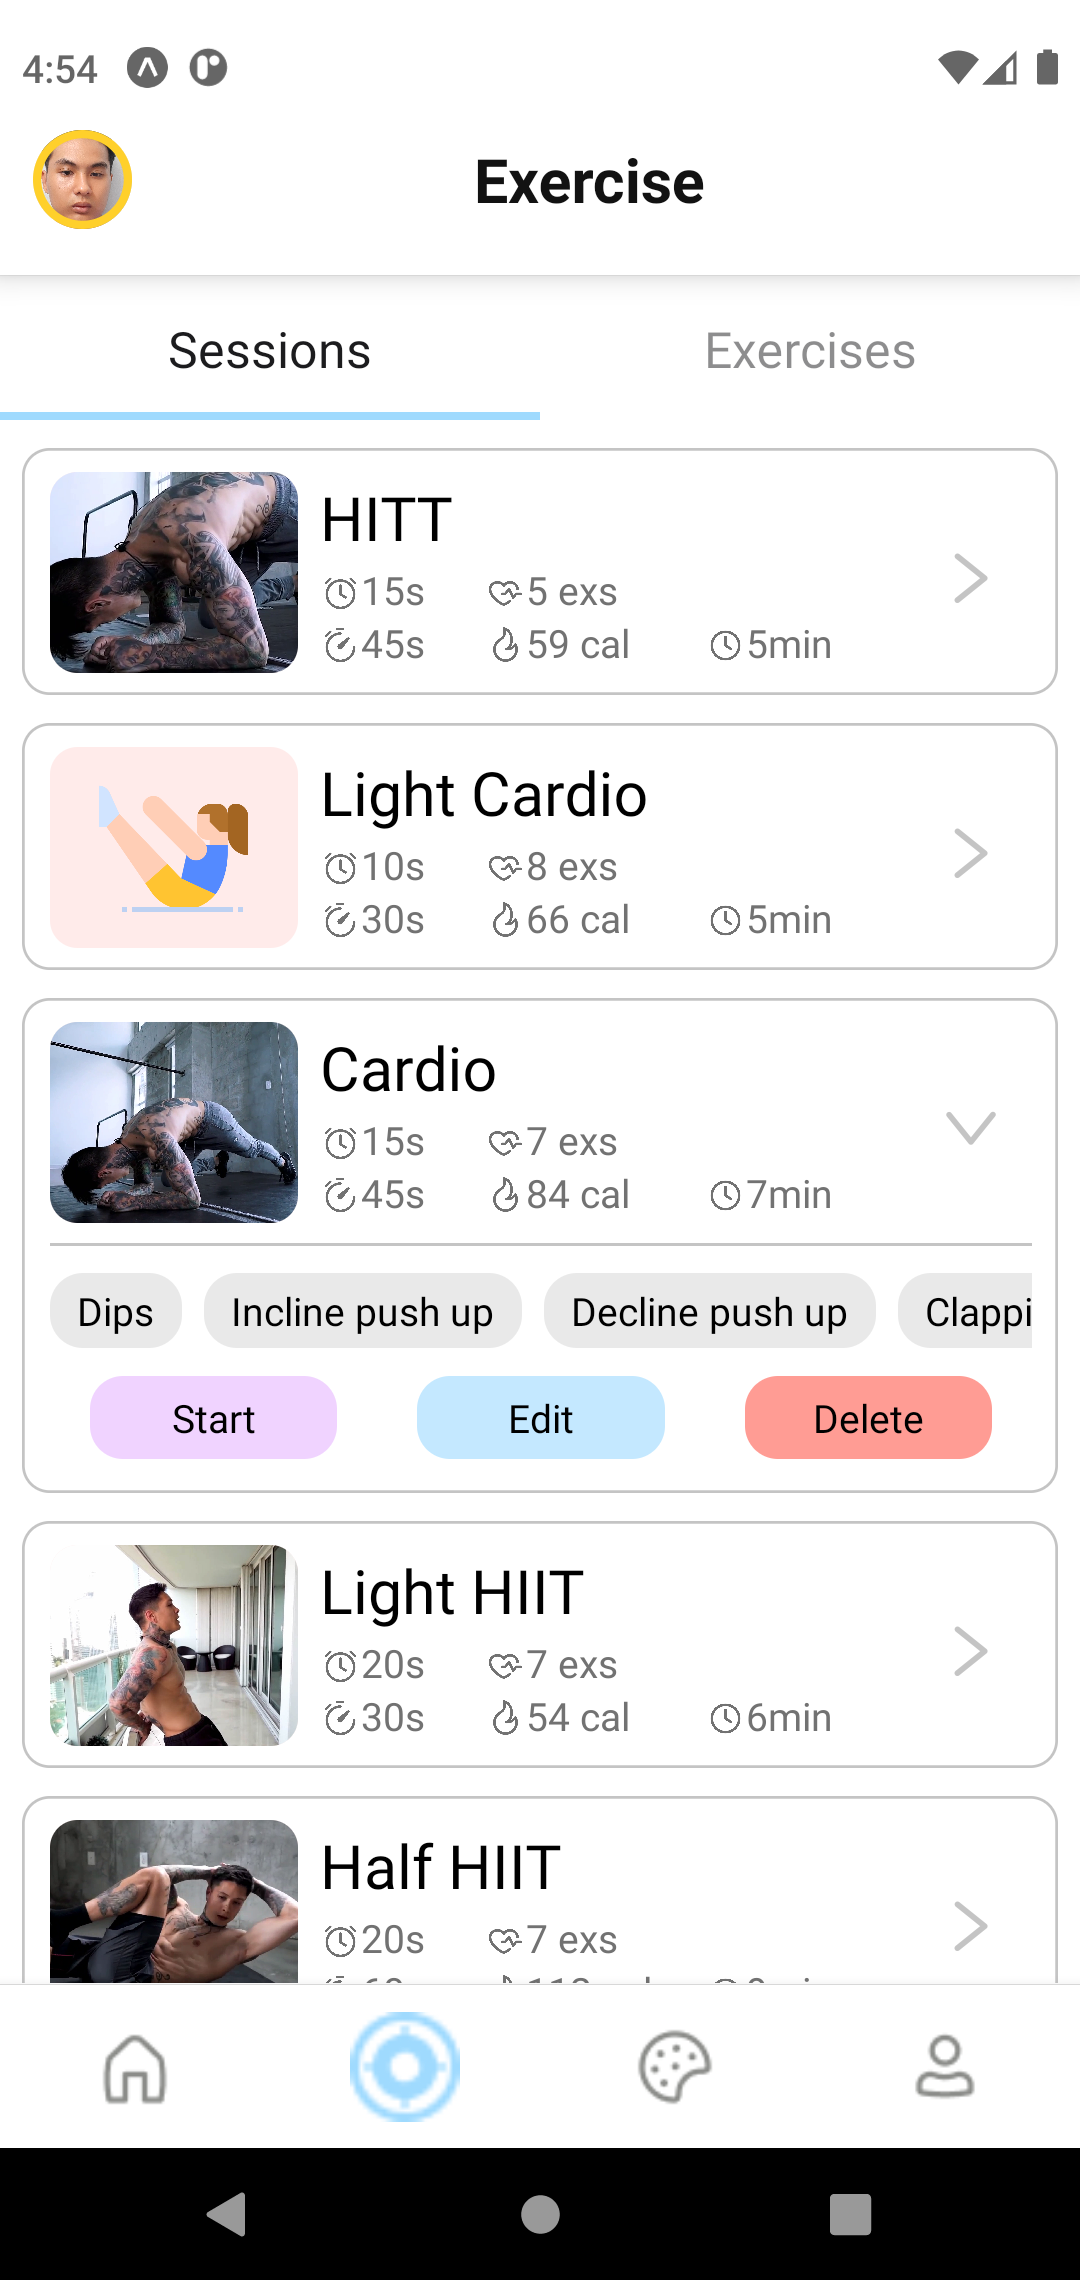 4:54
Exercise
Sessions
Exercises
HITT
15s
5 exs
45s
59 cal
5min
Light Cardio
10s
8 exs
30s
66 cal
5min
Cardio
15s
7 exs
45s
84 cal
7min
Dips
Incline push up
Decline push up
Clappi
Start
Edit
Delete
Light HIIT
20s
7 exs
30s
54 cal
6min
Half HIIT
20s
7 exs